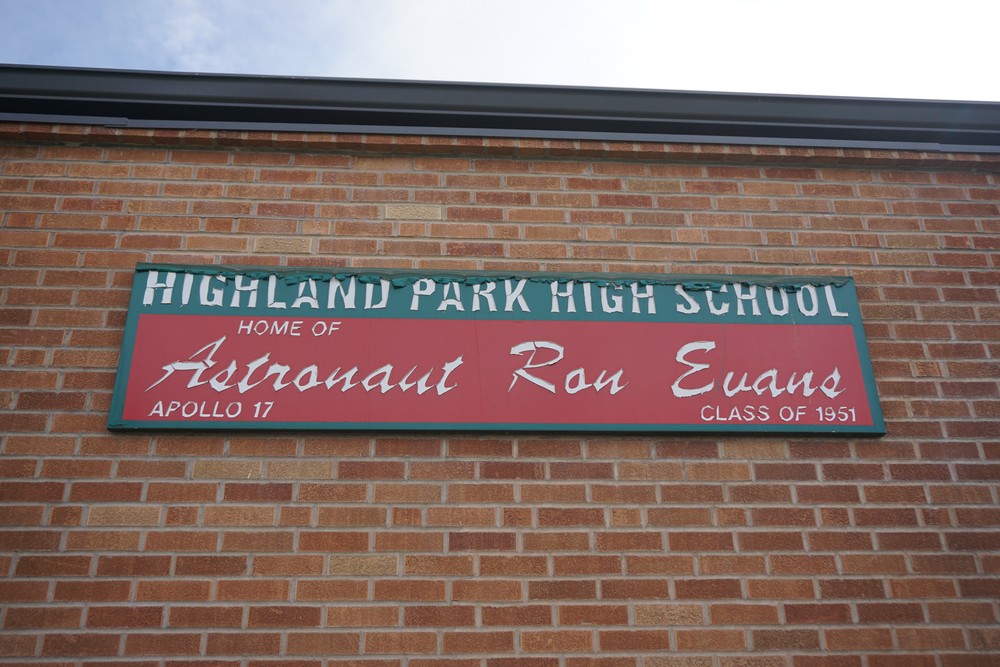 HIGHLAND PARK HIGH SCHOOL
HOME OF
Astronaut Ron Evans
APOLLO 17
CLASS OF 1951